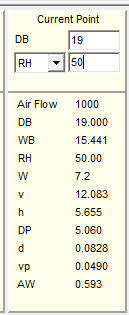 Current Point
DB 19
RH 50
Air Flow 1000
DB 19.000
WB 15.441
RH 50.00
W 7.2
v 12.083
h 5.655
DP 5.060
d 0.0828
vp 0.0490
AW 0.593